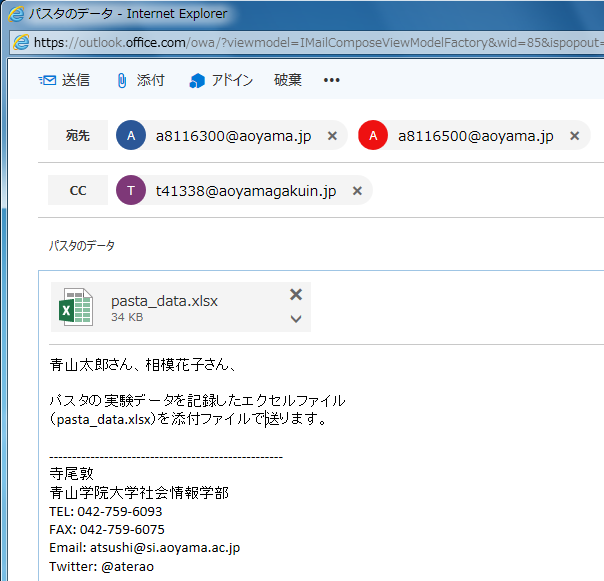 パスタのデータ - Internet Explorer
https://outlook.office.com/owa/?viewmodel=IMailComposeViewModelFactory&wid=85&ispopout=
送信 添付 アドイン 破棄 •••
宛先 A a8116300@aoyama.jp × A a8116500@aoyama.jp ×
CC T t41338@aoyamagakuin.jp ×
パスタのデータ
pasta_data.xlsx
34 KB
青山太郎さん、相模花子さん、
パスタの実験データを記録したエクセルファイル
(pasta_data.xlsx)を添付ファイルで送ります。
--------------------------------------------------
寺尾敦
青山学院大学社会情報学部
TEL: 042-759-6093
FAX: 042-759-6075
Email: atsushi@si.aoyama.ac.jp
Twitter: @aterao